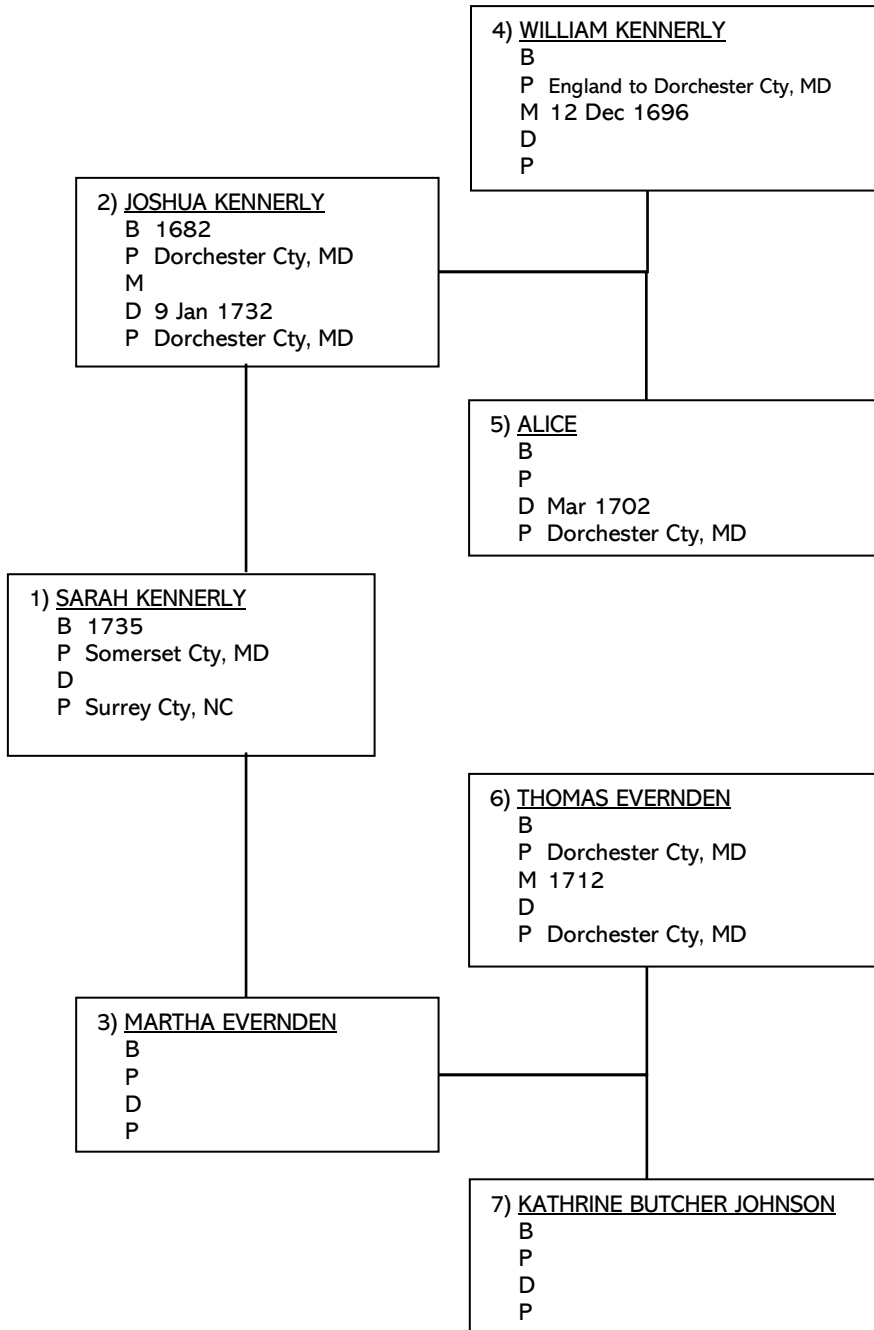 4) WILLIAM KENNERLY
B
P England to Dorchester Cty, MD
M 12 Dec 1696
D
P
2) JOSHUA KENNERLY
B 1682
P Dorchester Cty, MD
M
D 9 Jan 1732
P Dorchester Cty, MD
5) ALICE
B
P
D Mar 1702
P Dorchester Cty, MD
1) SARAH KENNERLY
B 1735
P Somerset Cty, MD
D
P Surrey Cty, NC
6) THOMAS EVERNDEN
B
P Dorchester Cty, MD
M 1712
D
P Dorchester Cty, MD
3) MARTHA EVERNDEN
B
P
D
P
7) KATHRINE BUTCHER JOHNSON
B
P
D
P